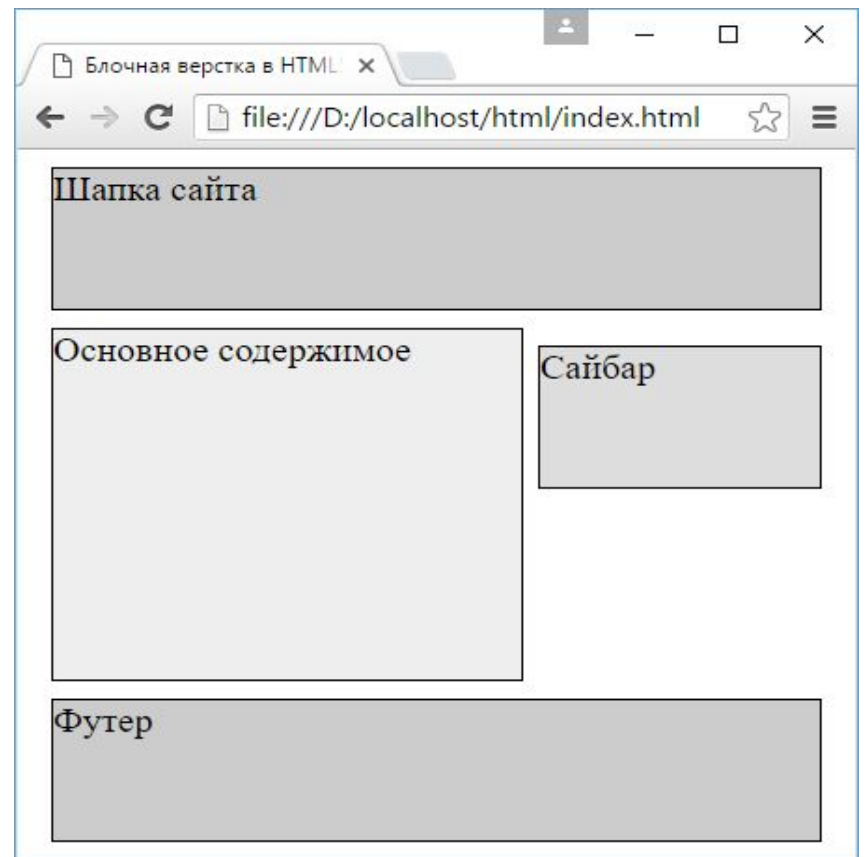 Блочная верстка в HTML
file:///D:/localhost/html/index.html
Шапка сайта
Основное содержимое
Сайбар
Футер